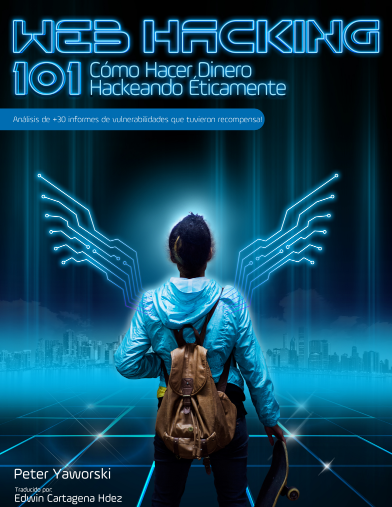 WEB HACKING
101 Cómo Hacer Dinero
Hackeando Éticamente
Análisis de +30 informes de vulnerabilidades que tuvieron recompensa!
Peter Yaworski
Traducido por:
Edwin Cartagena Hdez